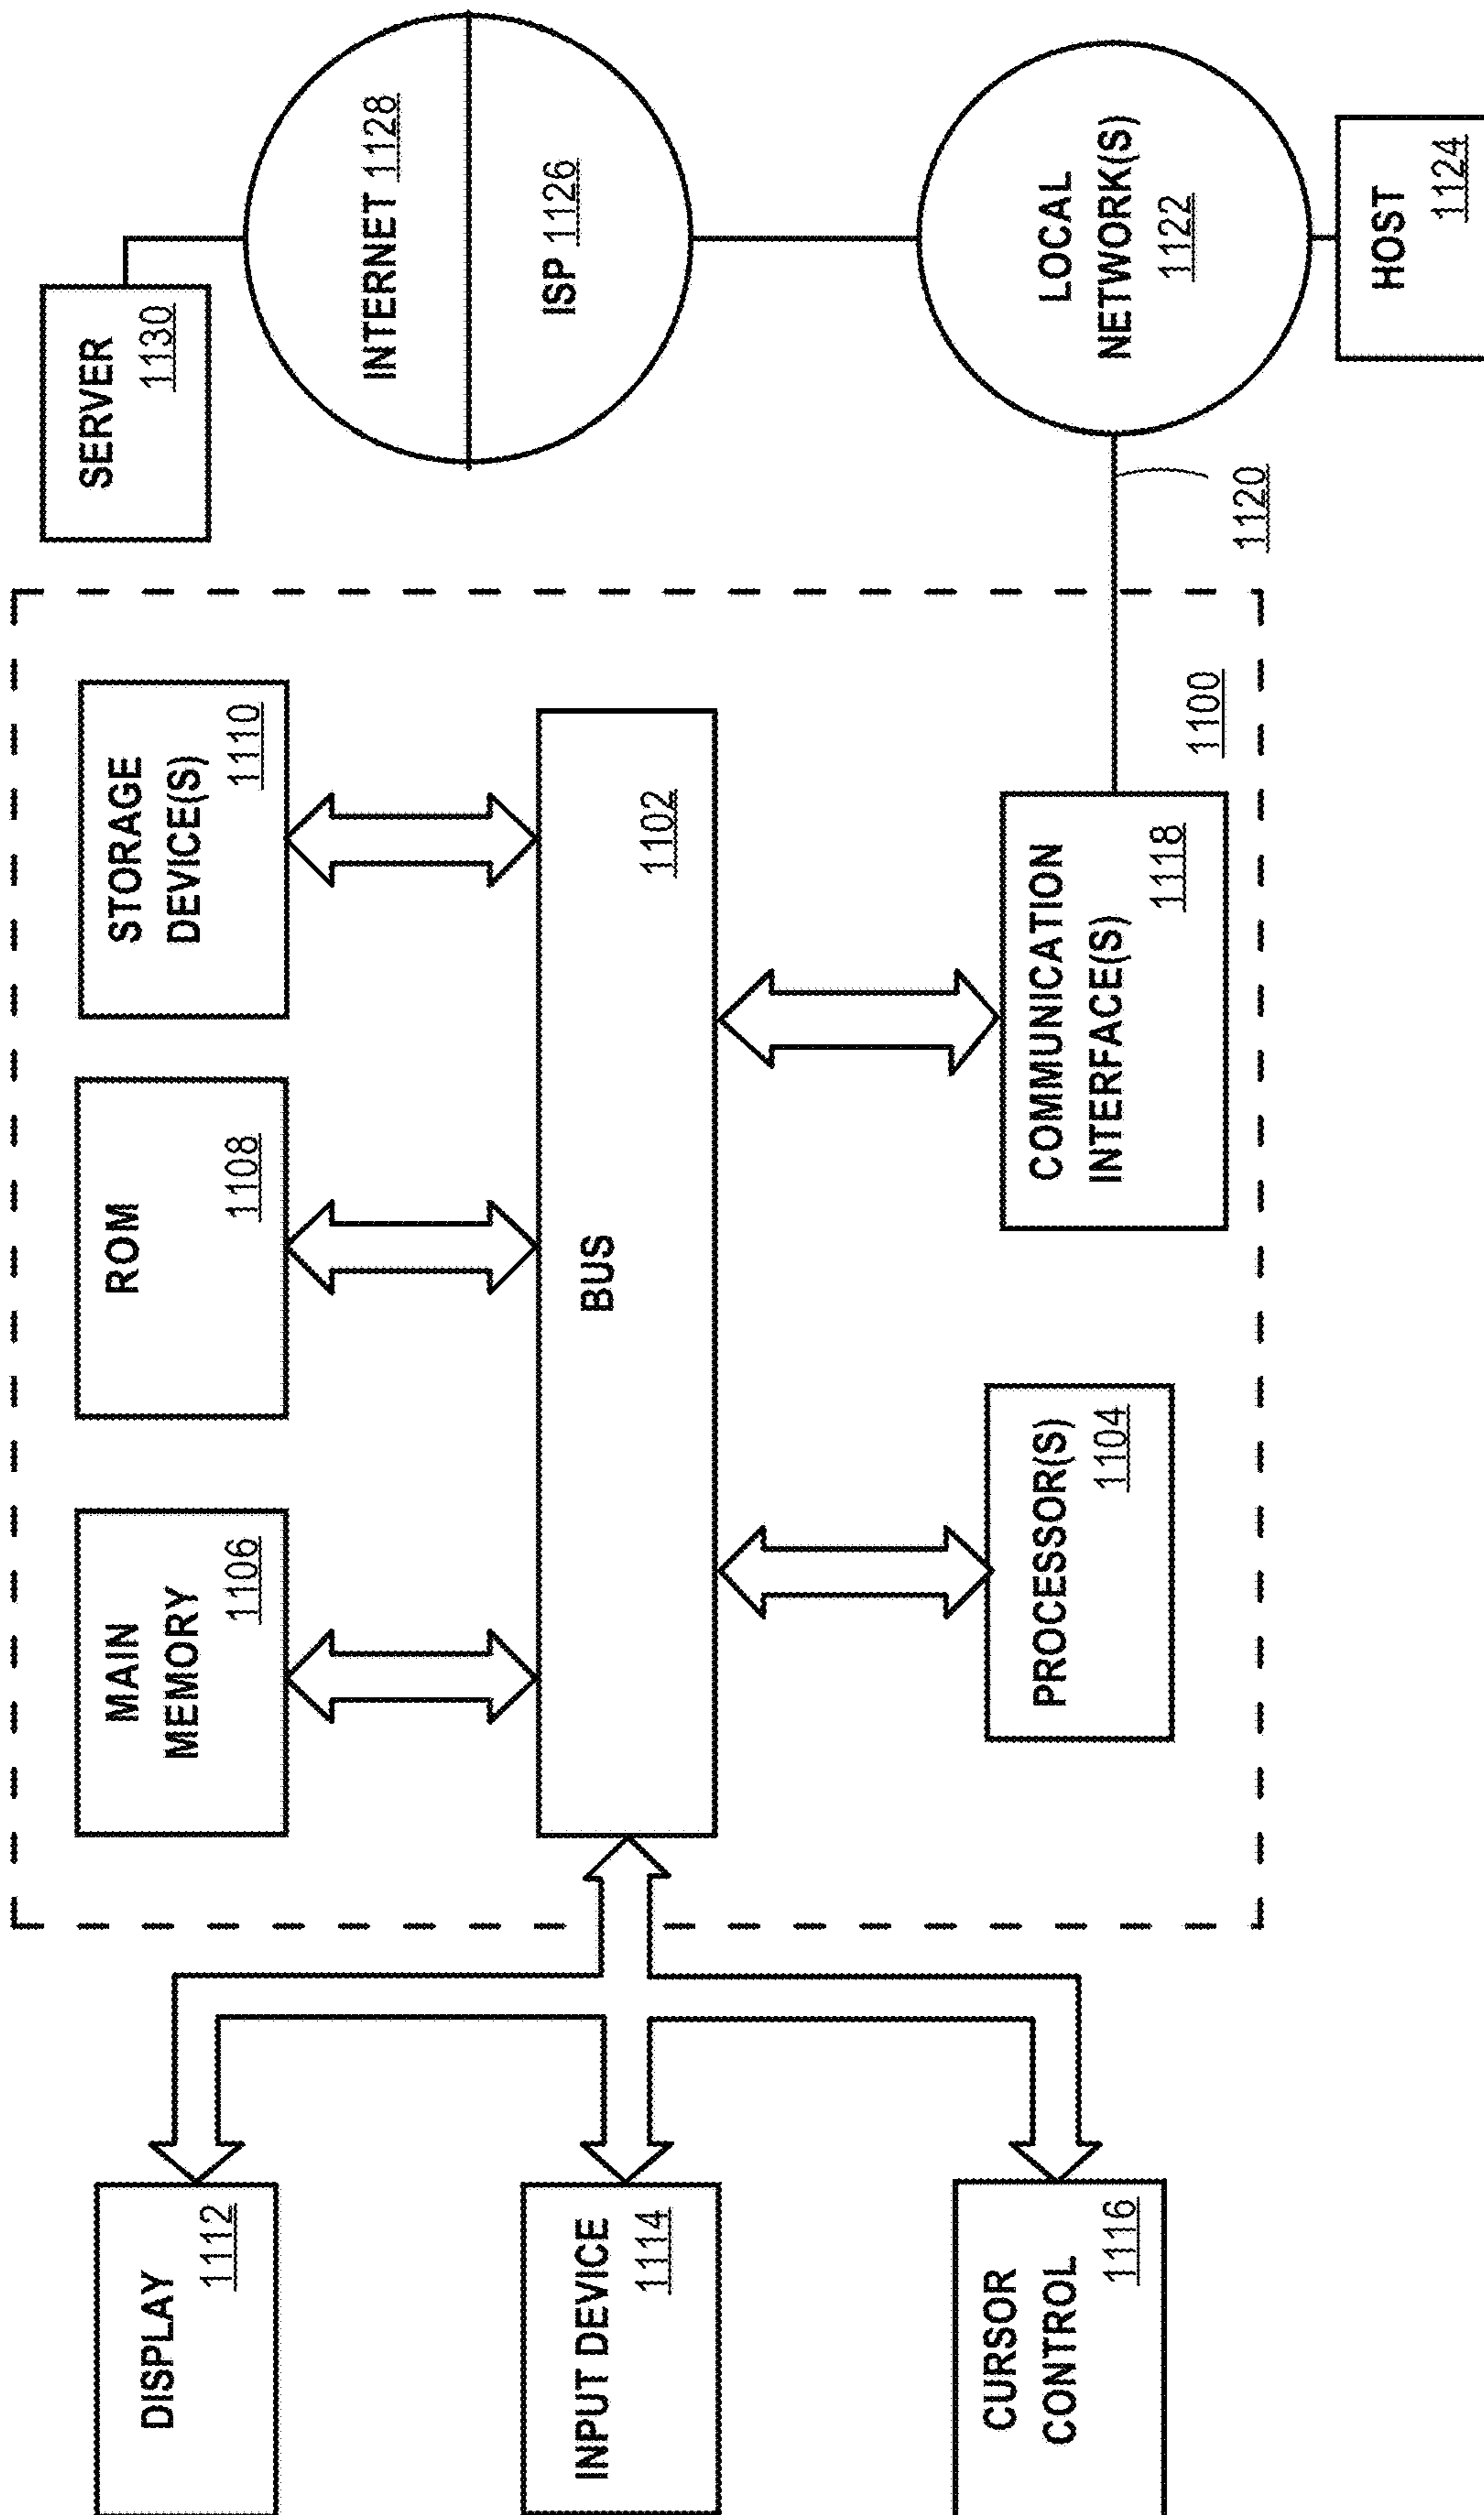 DISPLAY
1112
INPUT DEVICE
1114
CURSOR
CONTROL
1116
MAIN
MEMORY
1106
ROM
1108
STORAGE
DEVICE(S)
1110
BUS
1102
PROCESSOR(S)
1104
COMMUNICATION
INTERFACE(S)
1118
1100
SERVER
1130
INTERNET 1128
ISP 1126
1120
LOCAL
NETWORK(S)
1122
HOST
1124